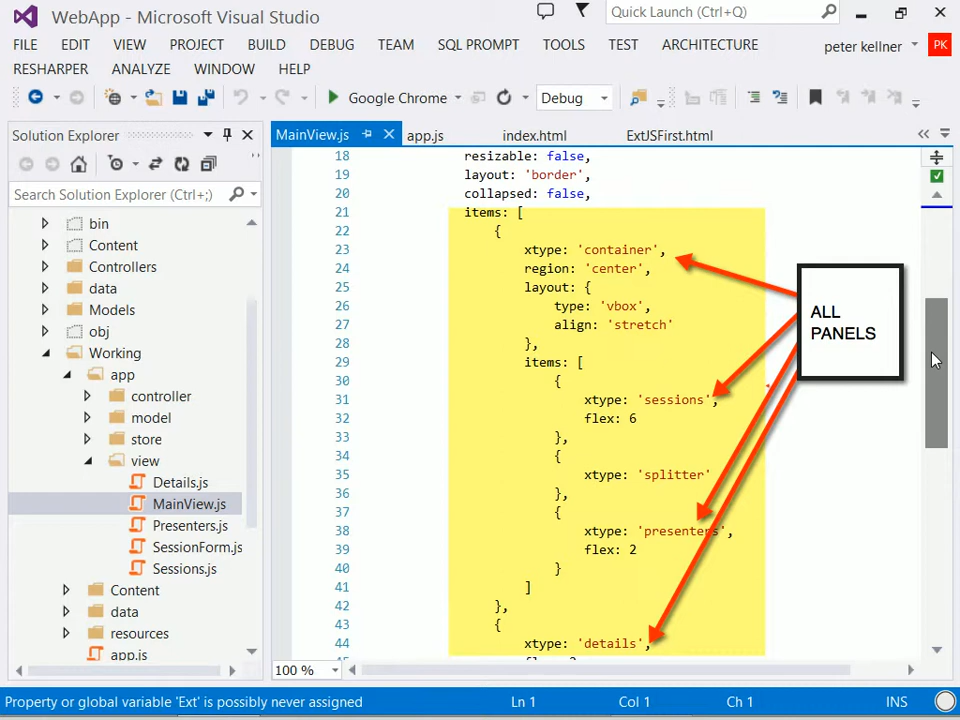 WebApp - Microsoft Visual Studio
Quick Launch (Ctrl+Q)
FILE EDIT VIEW PROJECT BUILD DEBUG TEAM SQL PROMPT TOOLS TEST ARCHITECTURE peter kellner PK
RESHARPER ANALYZE WINDOW HELP
Google Chrome Debug
Solution Explorer
Search Solution Explorer (Ctrl+;)
bin
Content
Controllers
data
Models
obj
Working
app
controller
model
store
view
Details.js
MainView.js
Presenters.js
SessionForm.js
Sessions.js
Content
data
resources
app.js
MainView.js app.js index.html ExtJSFirst.html
18 resizable: false,
19 layout: 'border',
20 collapsed: false,
21 items: [
22 {
23 xtype: 'container',
24 region: 'center',
25 layout: {
26 type: 'vbox',
27 align: 'stretch'
28 },
29 items: [
30 {
31 xtype: 'sessions',
32 flex: 6
33 },
34 {
35 xtype: 'splitter'
36 },
37 {
38 xtype: 'presenters',
39 flex: 2
40 }
41 ]
42 },
43 {
44 xtype: 'details',
ALL
PANELS
100 %
Property or global variable 'Ext' is possibly never assigned Ln 1 Col 1 Ch 1 INS